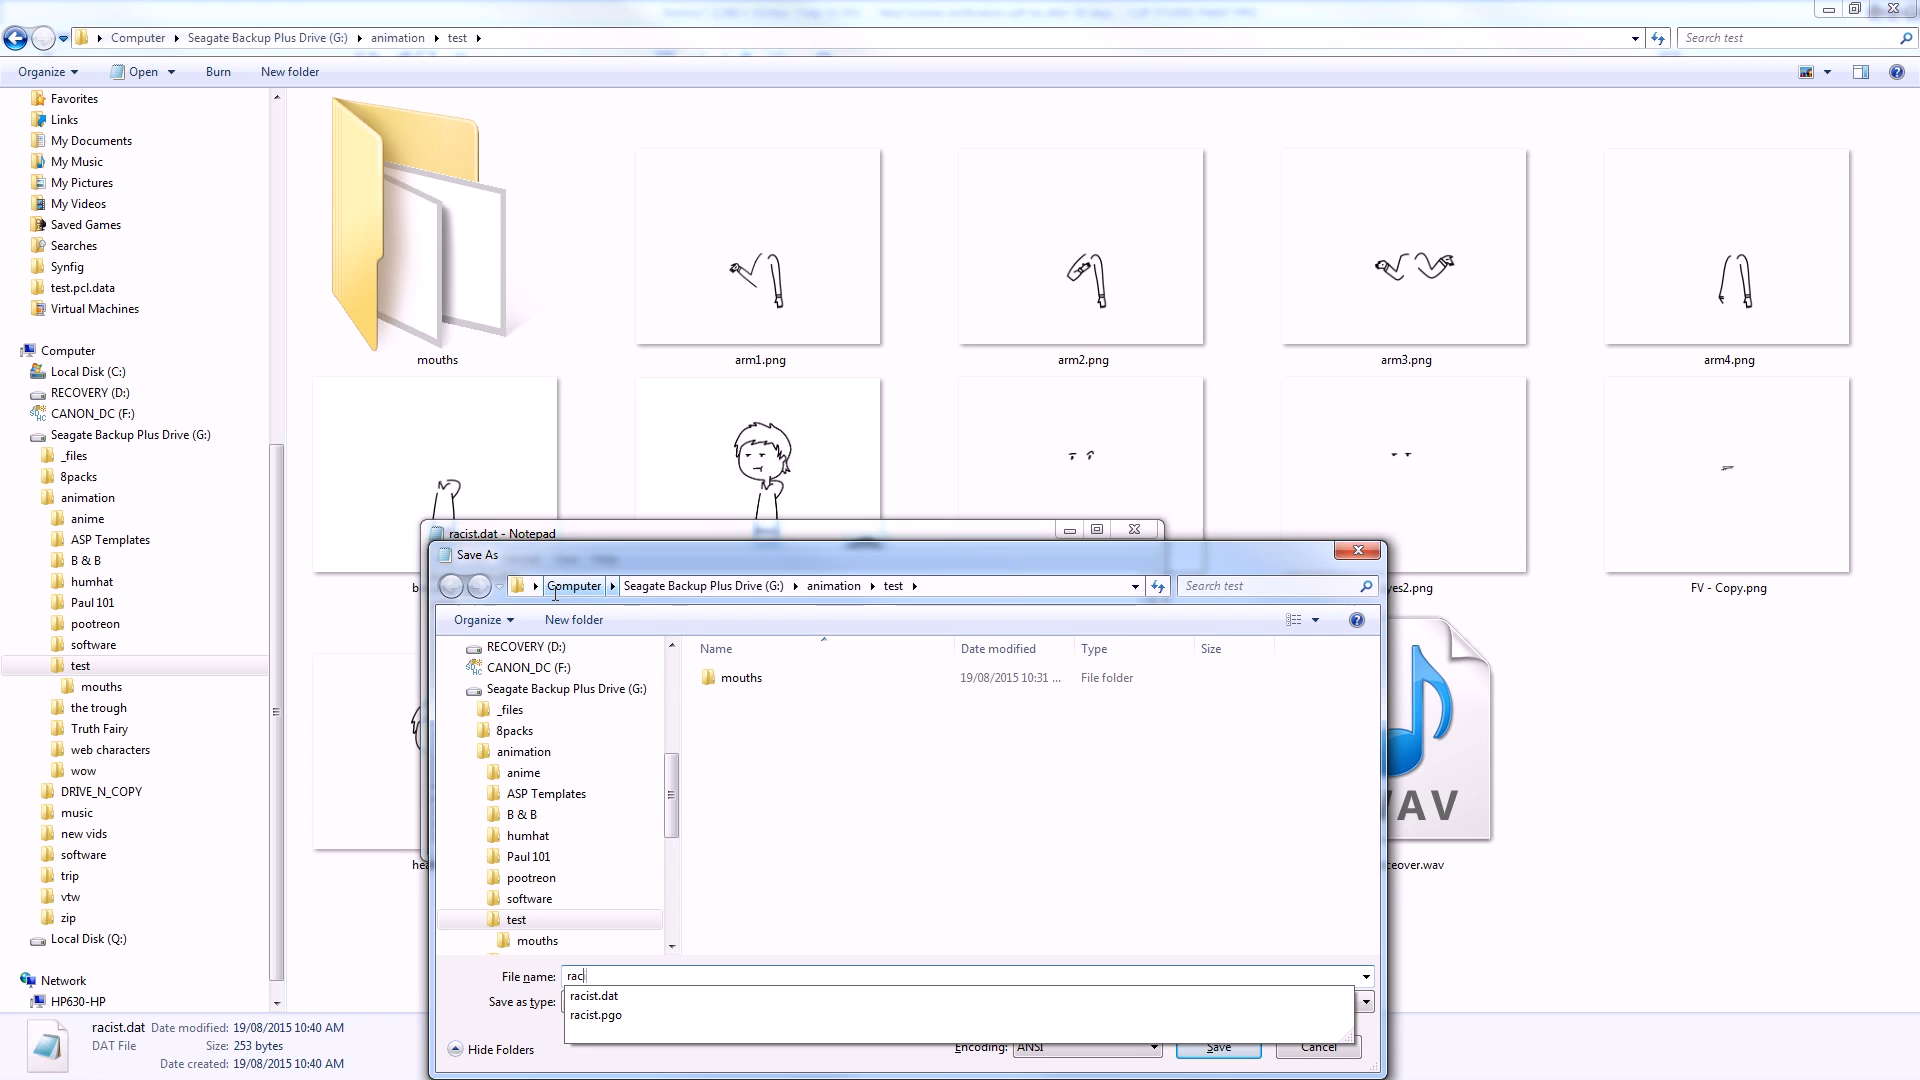 Computer Seagate Backup Plus Drive (G:) animation test
Search test
Organize Open Burn New folder
Favorites
Links
My Documents
My Music
My Pictures
My Videos
Saved Games
Searches
Synfig
test.pcl.data
Virtual Machines
Computer
Local Disk (C:)
RECOVERY (D:)
CANON_DC (F:)
Seagate Backup Plus Drive (G:)
_files
8packs
animation
anime
ASP Templates
B & B
humhat
Paul 101
pootreon
software
test
mouths
the trough
Truth Fairy
web characters
wow
DRIVE_N_COPY
music
new vids
software
trip
vtw
zip
Local Disk (Q:)
Network
HP630-HP
mouths
arm1.png
arm2.png
arm3.png
arm4.png
yes2.png
FV - Copy.png
WAV
ceover.wav
racist.dat - Notepad
Save As
Computer Seagate Backup Plus Drive (G:) animation test
Search test
Organize New folder
RECOVERY (D:)
CANON_DC (F:)
Seagate Backup Plus Drive (G:)
_files
8packs
animation
anime
ASP Templates
B & B
humhat
Paul 101
pootreon
software
test
mouths
Name Date modified Type Size
mouths 19/08/2015 10:31 ... File folder
File name: rac
Save as type:
racist.dat
racist.pgo
Hide Folders
Encoding: ANSI Save Cancel
racist.dat Date modified: 19/08/2015 10:40 AM
DAT File Size: 253 bytes
Date created: 19/08/2015 10:40 AM